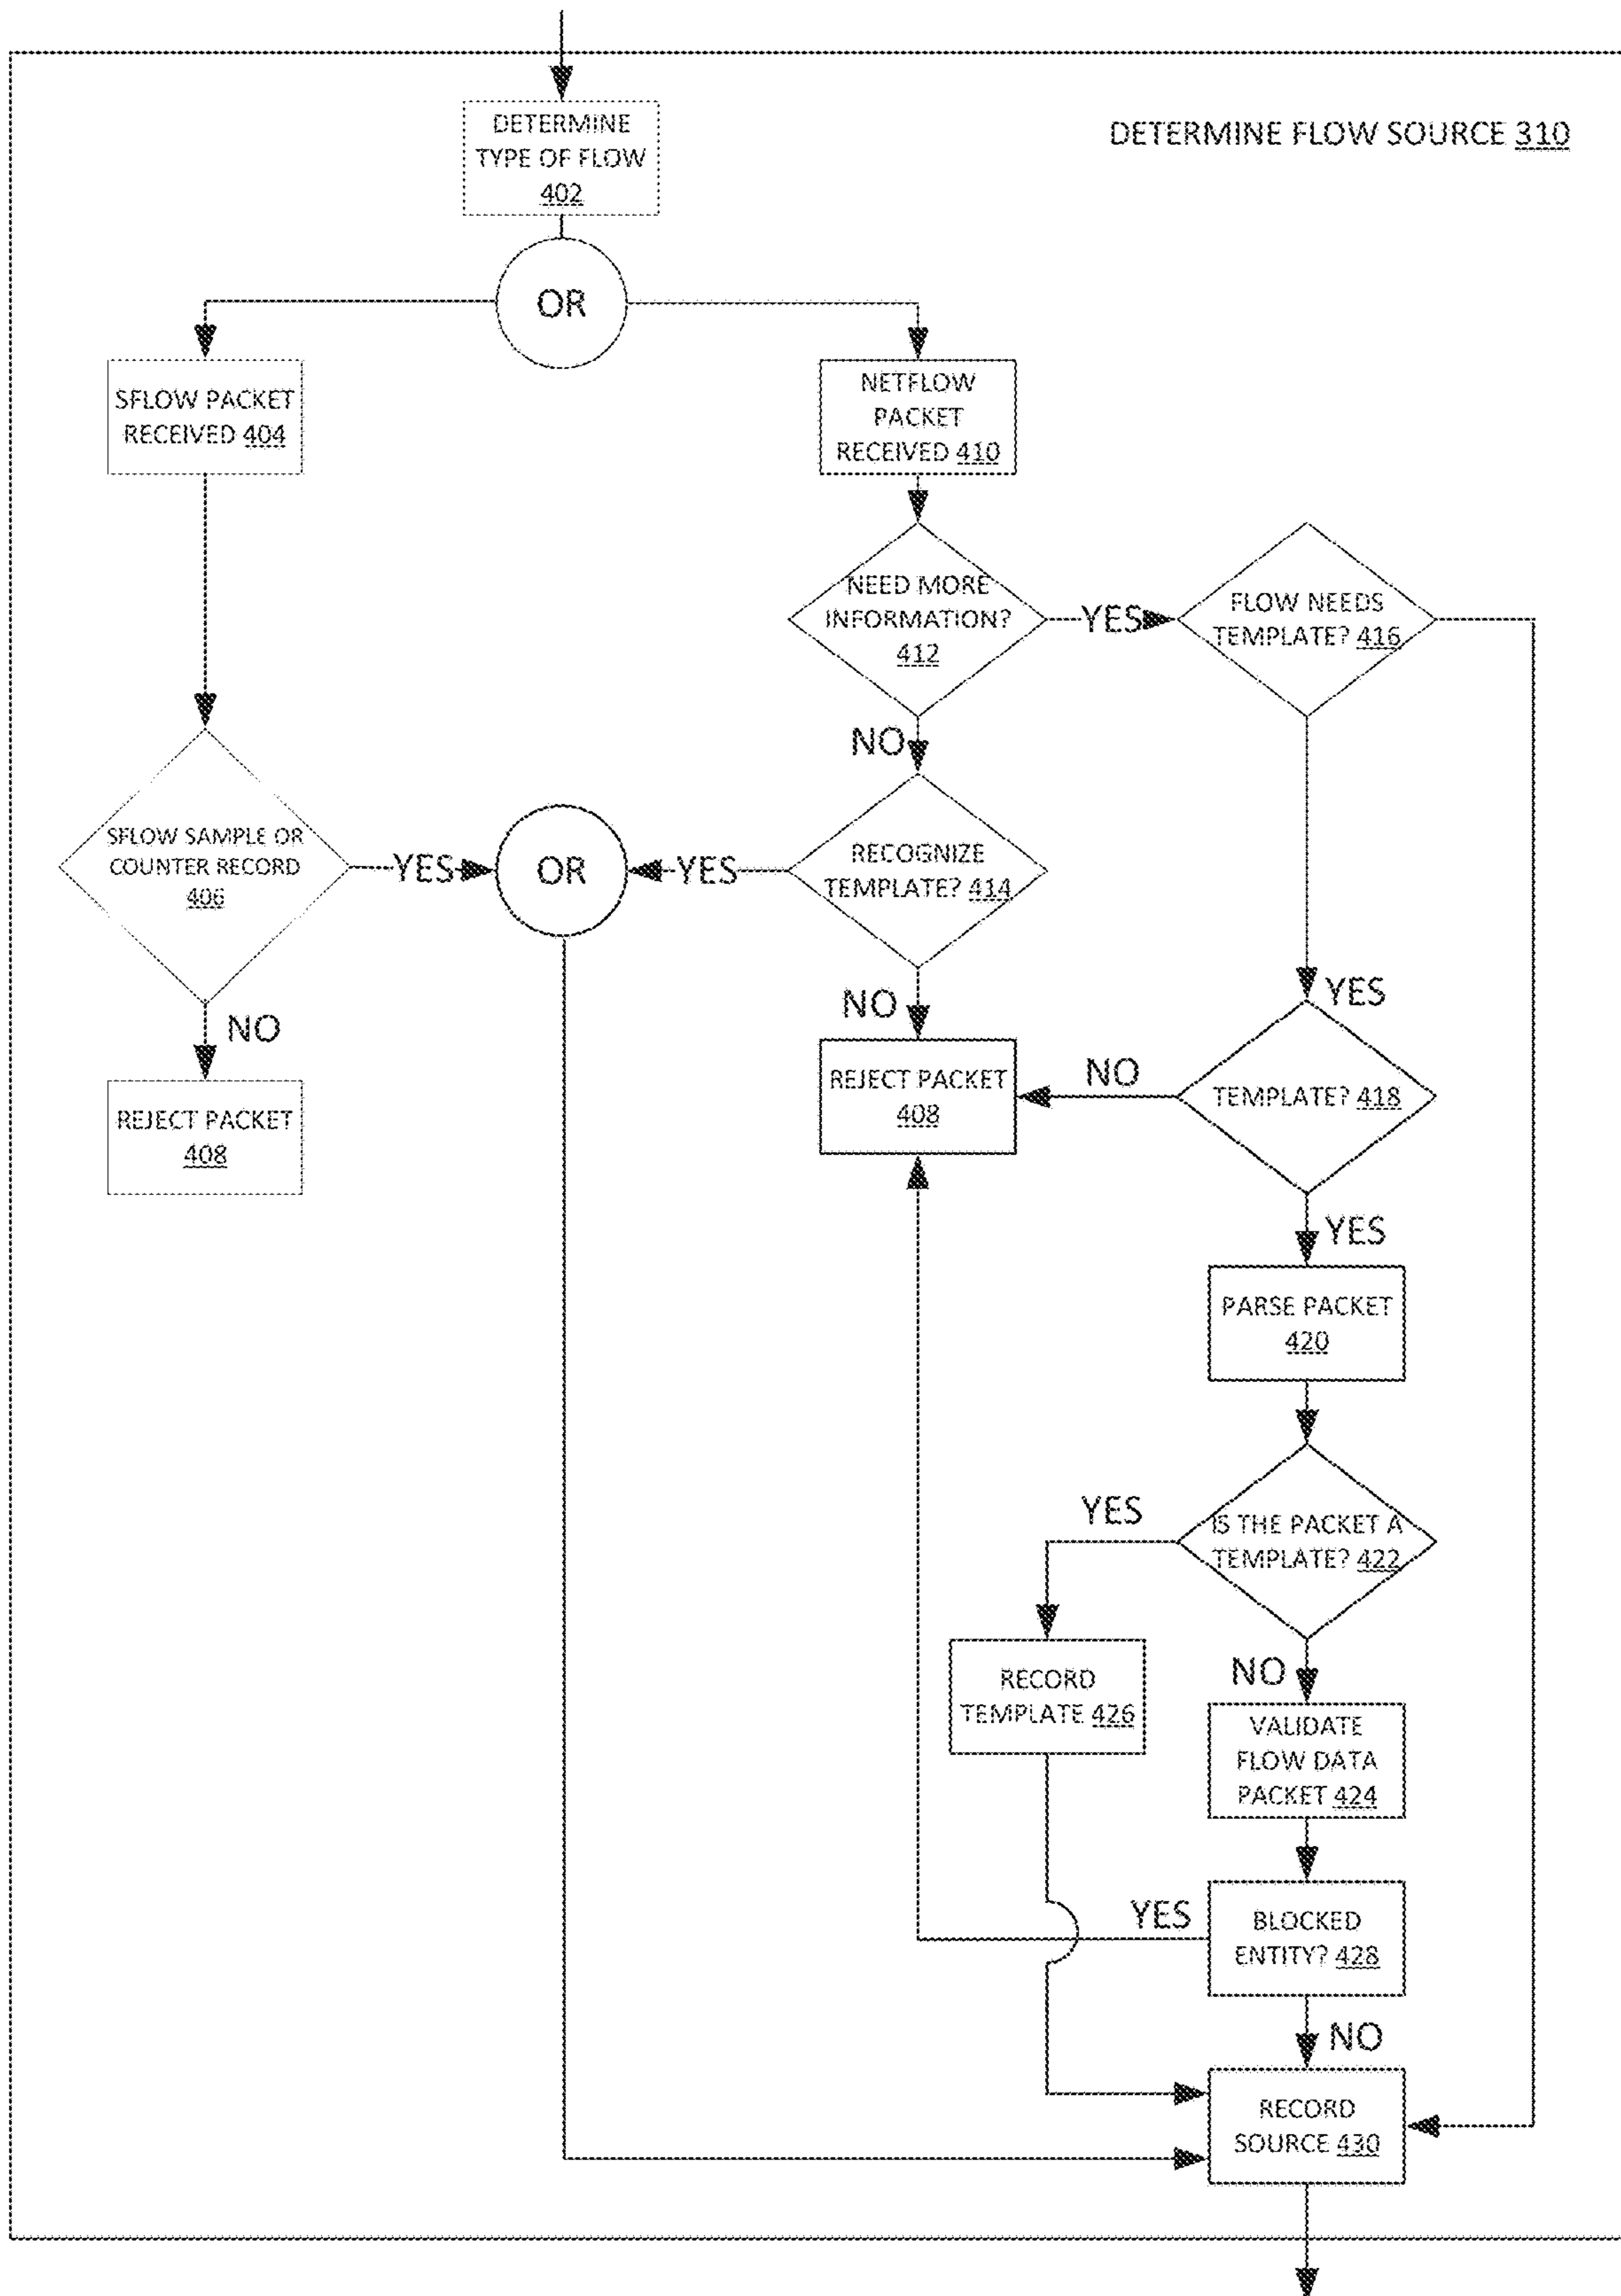 DETERMINE FLOW SOURCE 310
DETERMINE
TYPE OF FLOW
402
OR
SFLOW PACKET
RECEIVED 404
NETFLOW
PACKET
RECEIVED 410
NEED MORE
INFORMATION?
412
YES
FLOW NEEDS
TEMPLATE? 416
NO
SFLOW SAMPLE OR
COUNTER RECORD
406
YES
OR
YES
RECOGNIZE
TEMPLATE? 414
NO
REJECT PACKET
408
NO
REJECT PACKET
408
NO
YES
TEMPLATE? 418
YES
PARSE PACKET
420
IS THE PACKET A
TEMPLATE? 422
YES
RECORD
TEMPLATE 426
NO
VALIDATE
FLOW DATA
PACKET 424
YES
BLOCKED
ENTITY? 428
NO
RECORD
SOURCE 430